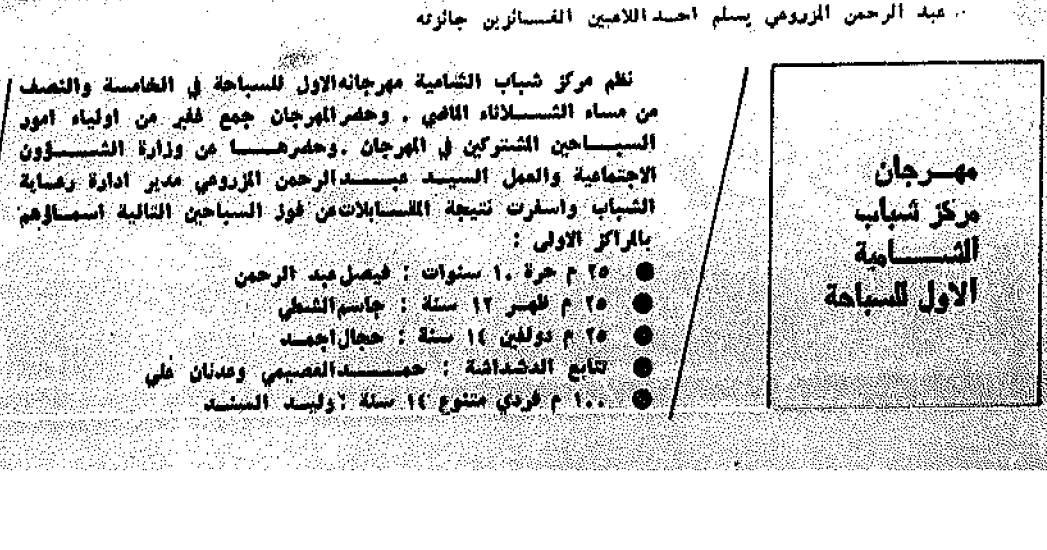 .. عبد الرحمن المزروعي يسلم احد اللاعبين الفائزين جائزته
مهرجان
مركز شباب
الشامية
الاول للسباحة
نظم مركز شباب الشامية مهرجانه الاول للسباحة في الخامسة والنصف
من مساء الثلاثاء الماضي . وحضر المهرجان جمع غفير من اولياء امور
السباحين المشتركين في المهرجان . وحضرها عن وزارة الشؤون
الاجتماعية والعمل السيد عبد الرحمن المزروعي مدير ادارة رعاية
الشباب واسفرت نتيجة المقابلات عن فوز السباحين التالية اسماؤهم
بالمراكز الاولى :
● ٢٥ م حرة ١٠ سنوات : فيصل عبد الرحمن
● ٢٥ م ظهر ١٢ سنة : جاسم الشطي
● ٢٥ م دولفين ١٤ سنة : احمد
● تتابع الدشداشة : حمد العصيمي وعدنان علي
● ١٠٠ م فردي متنوع ١٤ سنة : وليد السند